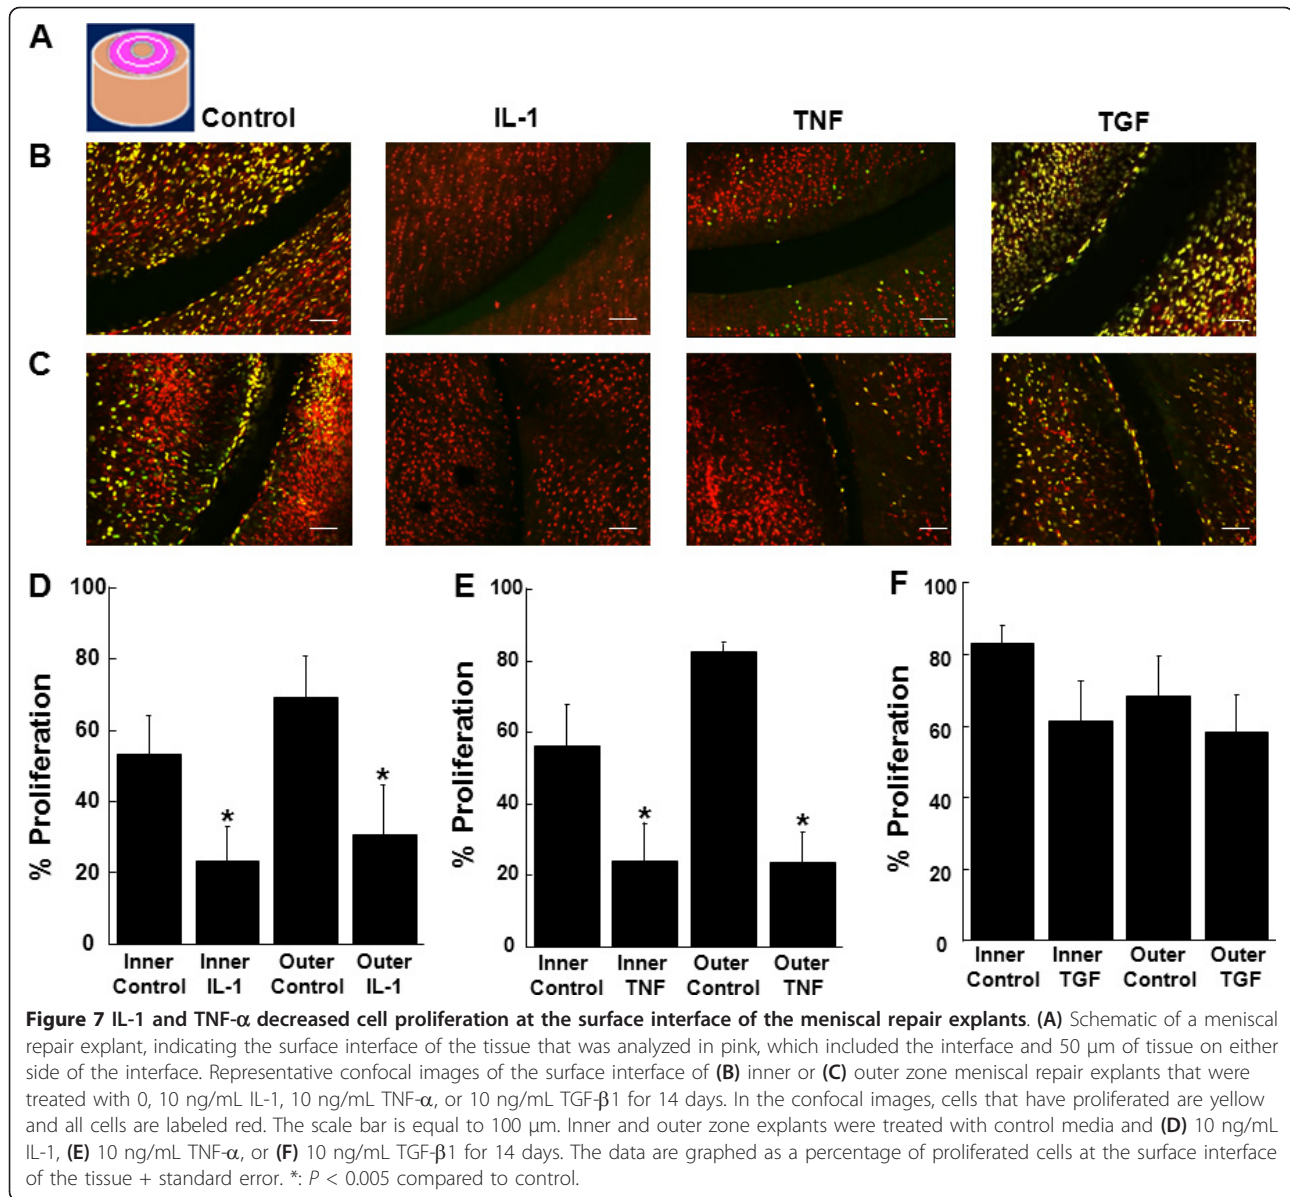 A
Control
IL-1
TNF
TGF
B
C
D
% Proliferation
100
80
60
40
20
0
Inner Control
Inner IL-1
Outer Control
Outer IL-1
*
*
E
% Proliferation
100
80
60
40
20
0
Inner Control
Inner TNF
Outer Control
Outer TNF
*
*
F
% Proliferation
100
80
60
40
20
0
Inner Control
Inner TGF
Outer Control
Outer TGF
Figure 7 IL-1 and TNF-α decreased cell proliferation at the surface interface of the meniscal repair explants. (A) Schematic of a meniscal
repair explant, indicating the surface interface of the tissue that was analyzed in pink, which included the interface and 50 μm of tissue on either
side of the interface. Representative confocal images of the surface interface of (B) inner or (C) outer zone meniscal repair explants that were
treated with 0, 10 ng/mL IL-1, 10 ng/mL TNF-α, or 10 ng/mL TGF-β1 for 14 days. In the confocal images, cells that have proliferated are yellow
and all cells are labeled red. The scale bar is equal to 100 μm. Inner and outer zone explants were treated with control media and (D) 10 ng/mL
IL-1, (E) 10 ng/mL TNF-α, or (F) 10 ng/mL TGF-β1 for 14 days. The data are graphed as a percentage of proliferated cells at the surface interface
of the tissue + standard error. *: P < 0.005 compared to control.